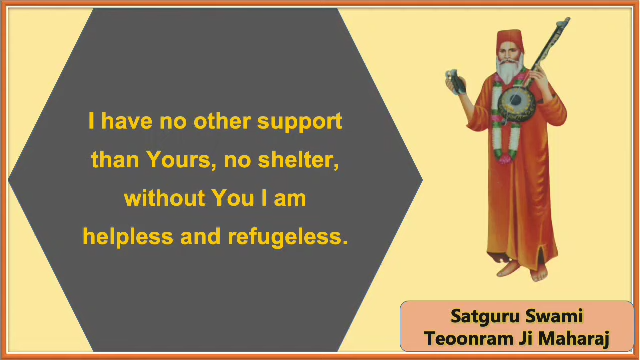 I have no other support
than Yours, no shelter,
without You I am
helpless and refugeless.
Satguru Swami
Teoonram Ji Maharaj